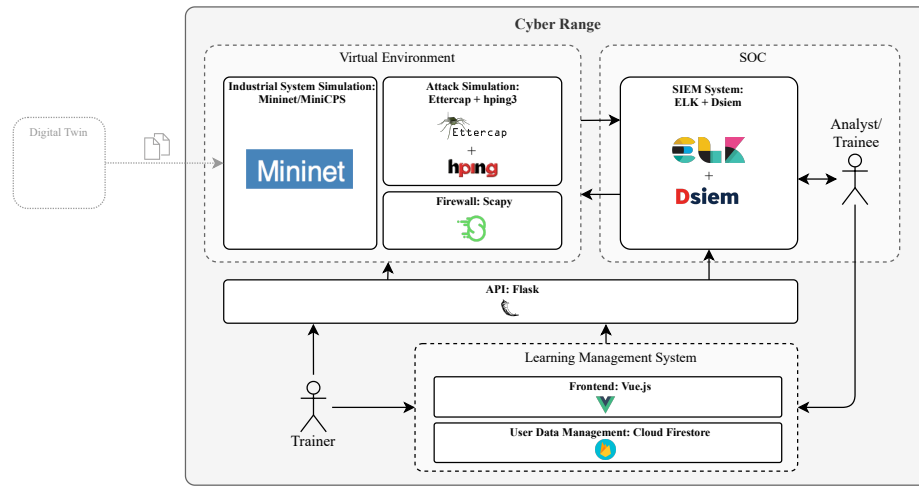 Cyber Range
Virtual Environment
SOC
Industrial System Simulation:
Mininet/MiniCPS
Mininet
Attack Simulation:
Ettercap + hping3
Ettercap
+
hping
Firewall: Scapy
SIEM System:
ELK + Dsiem
ELK
+
Dsiem
Analyst/
Trainee
Digital Twin
API: Flask
Learning Management System
Frontend: Vue.js
User Data Management: Cloud Firestore
Trainer